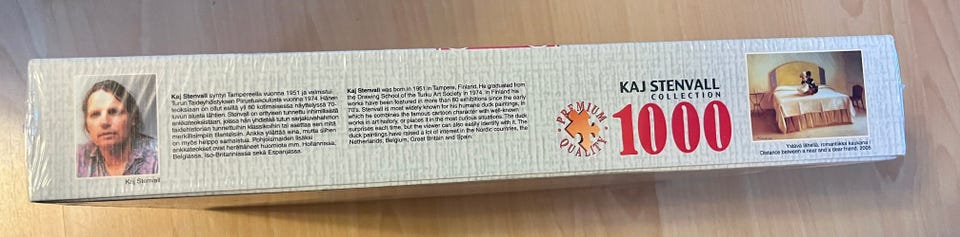 Kaj Stenvall syntyi Tampereella vuonna 1951 ja valmistui
Turun Taideyhdistyksen Piirustuskoulusta vuonna 1974. Hänen
teoksiaan on ollut esillä yli 60 kotimaisessa näyttelyssä 70-
luvun alusta lähtien. Stenvall on erityisen tunnettu inhimillisistä
ankkateoksistaan, joissa hän yhdistää tutun sarjakuvahahmon
taidehistorian tunnettuihin klassikoihin tai asettaa sen mitä
merkillisimpiin tilanteisiin. Ankka yllättää aina, mutta siihen
on myös helppo samaistua. Pohjoismaiden lisäksi
ankkateokset ovat herättäneet huomiota mm. Hollannissa,
Belgiassa, Iso-Britanniassa sekä Espanjassa.
Kaj Stenvall
Kaj Stenvall was born in 1951 in Tampere, Finland. He graduated from
the Drawing School of the Turku Art Society in 1974. In Finland his
works have been featured in more than 60 exhibitions since the early
70's. Stenvall is most widely known for his humane duck paintings, in
which he combines the famous cartoon character with well-known
works in art history, or places it in the most curious situations. The duck
surprises each time, but the viewer can also easily identify with it. The
duck paintings have raised a lot of interest in the Nordic countries, the
Netherlands, Belgium, Great Britain and Spain.
PREMIUM
QUALITY
KAJ STENVALL
COLLECTION
1000
Ystävä lähellä, romantiikka kaukana /
Distance between a near and a dear friend, 2005